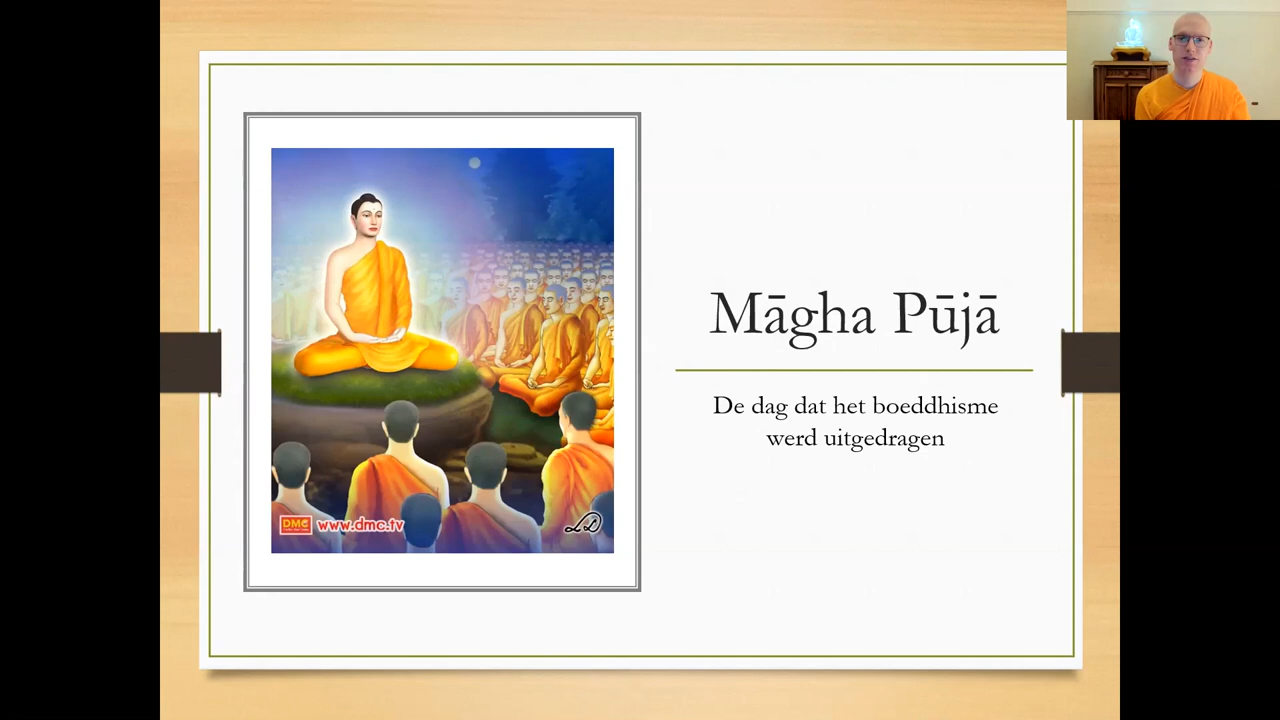 Māgha Pūjā
De dag dat het boeddhisme
werd uitgedragen
DMC
www.dmc.tv